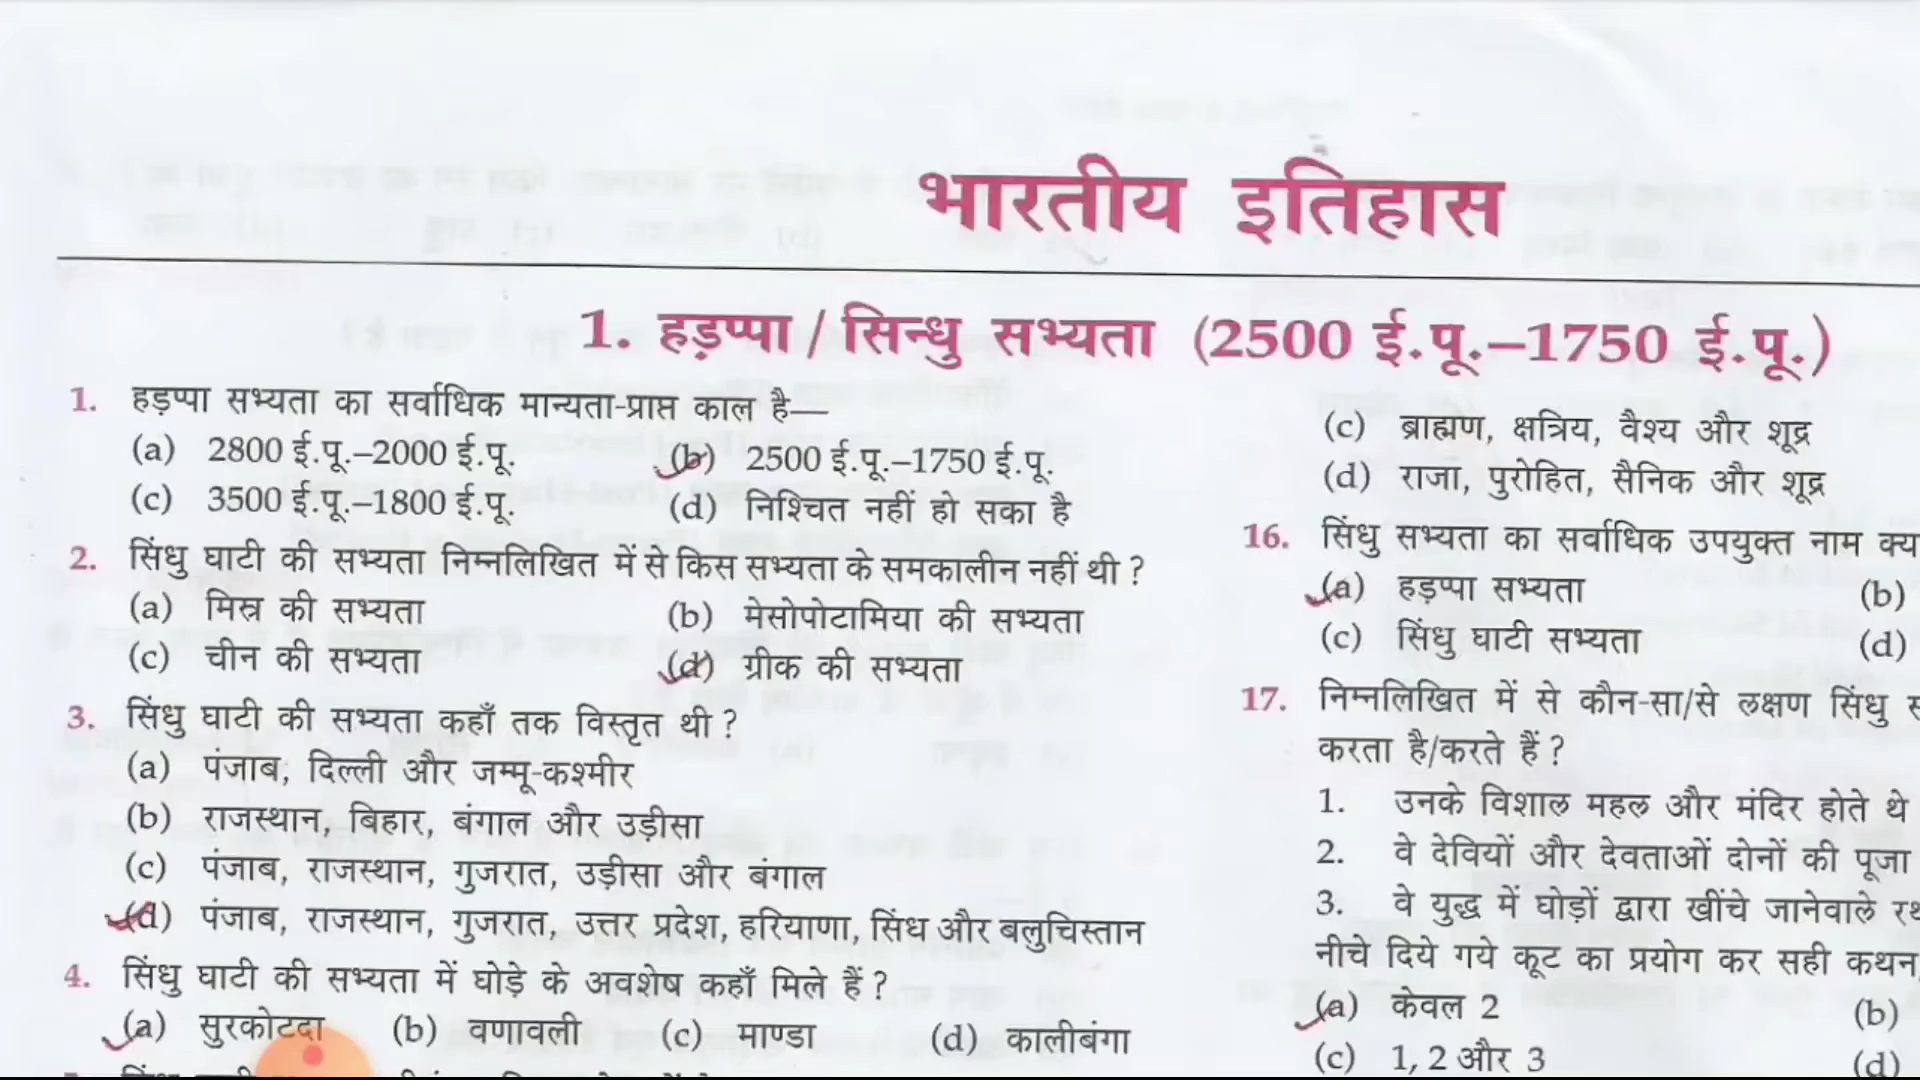 भारतीय इतिहास
1. हड़प्पा / सिन्धु सभ्यता (2500 ई.पू.–1750 ई.पू.)
1. हड़प्पा सभ्यता का सर्वाधिक मान्यता-प्राप्त काल है—
(a) 2800 ई.पू.–2000 ई.पू. (b) 2500 ई.पू.–1750 ई.पू.
(c) 3500 ई.पू.–1800 ई.पू. (d) निश्चित नहीं हो सका है
2. सिंधु घाटी की सभ्यता निम्नलिखित में से किस सभ्यता के समकालीन नहीं थी ?
(a) मिस्र की सभ्यता (b) मेसोपोटामिया की सभ्यता
(c) चीन की सभ्यता (d) ग्रीक की सभ्यता
3. सिंधु घाटी की सभ्यता कहाँ तक विस्तृत थी ?
(a) पंजाब, दिल्ली और जम्मू-कश्मीर
(b) राजस्थान, बिहार, बंगाल और उड़ीसा
(c) पंजाब, राजस्थान, गुजरात, उड़ीसा और बंगाल
(d) पंजाब, राजस्थान, गुजरात, उत्तर प्रदेश, हरियाणा, सिंध और बलुचिस्तान
4. सिंधु घाटी की सभ्यता में घोड़े के अवशेष कहाँ मिले हैं ?
(a) सुरकोटदा (b) वणावली (c) माण्डा (d) कालीबंगा
(c) ब्राह्मण, क्षत्रिय, वैश्य और शूद्र
(d) राजा, पुरोहित, सैनिक और शूद्र
16. सिंधु सभ्यता का सर्वाधिक उपयुक्त नाम
(a) हड़प्पा सभ्यता (b)
(c) सिंधु घाटी सभ्यता (d)
17. निम्नलिखित में से कौन-सा/से लक्षण सिंधु
करता है/करते हैं ?
1. उनके विशाल महल और मंदिर होते थे
2. वे देवियों और देवताओं दोनों की पूजा
3. वे युद्ध में घोड़ों द्वारा खींचे जानेवाले
नीचे दिये गये कूट का प्रयोग कर सही कथन
(a) केवल 2 (b)
(c) 1, 2 और 3 (d)